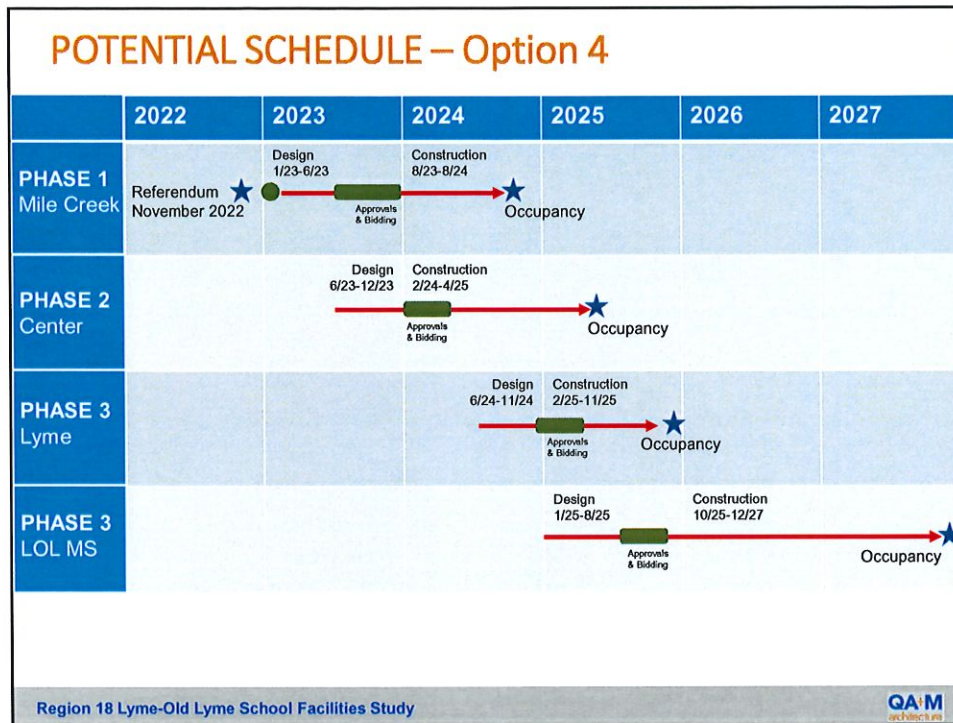 POTENTIAL SCHEDULE – Option 4
2022 2023 2024 2025 2026 2027
PHASE 1
Mile Creek
Referendum
November 2022
Design
1/23-6/23
Approvals
& Bidding
Construction
8/23-8/24
Occupancy
PHASE 2
Center
Design
6/23-12/23
Approvals
& Bidding
Construction
2/24-4/25
Occupancy
PHASE 3
Lyme
Design
6/24-11/24
Approvals
& Bidding
Construction
2/25-11/25
Occupancy
PHASE 3
LOL MS
Design
1/25-8/25
Approvals
& Bidding
Construction
10/25-12/27
Occupancy
Region 18 Lyme-Old Lyme School Facilities Study
QA+M
architecture